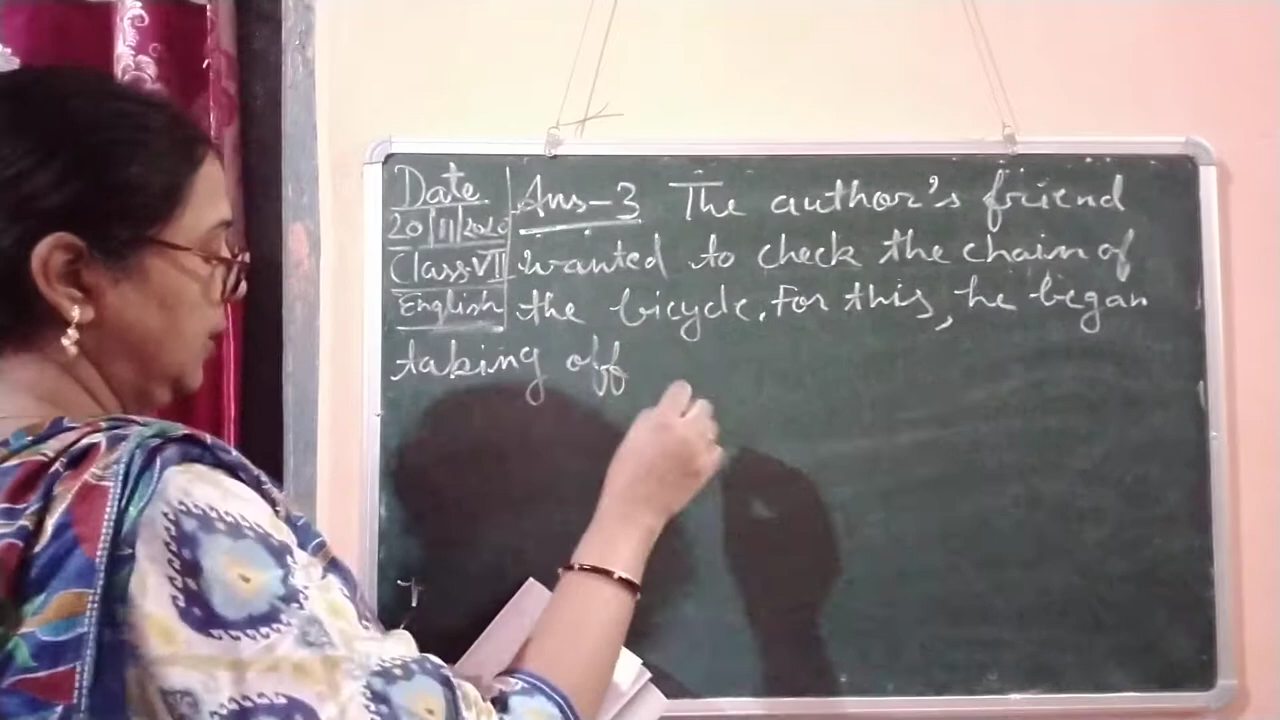 Date
20/11/2020
Class-VII
English
Ans-3 The author's friend
wanted to check the chain of
the bicycle. For this, he began
taking off